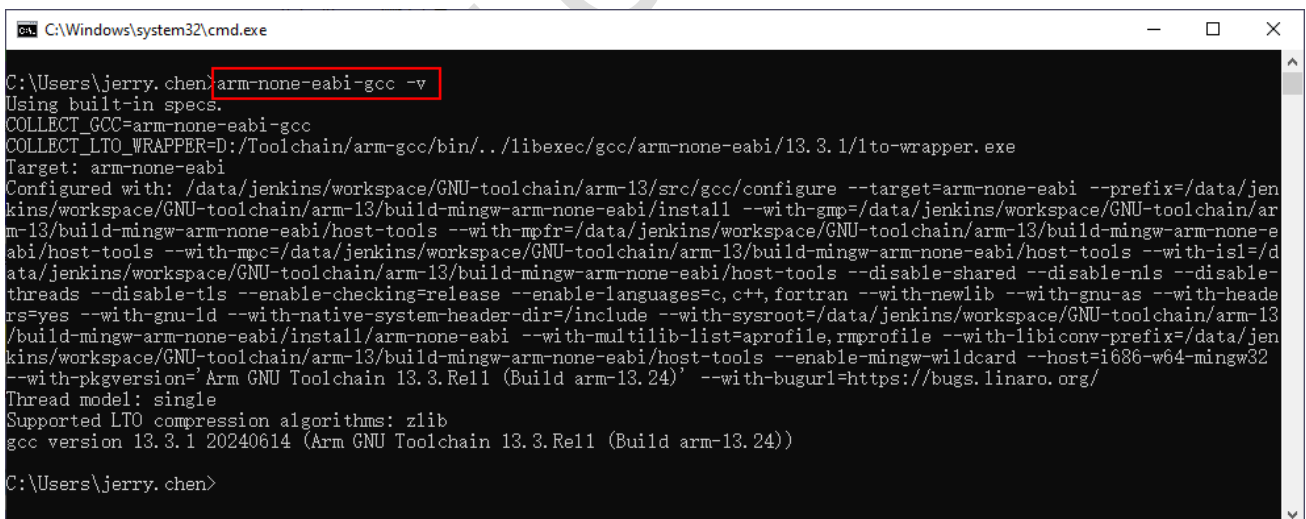 C:\Windows\system32\cmd.exe
C:\Users\jerry.chen>arm-none-eabi-gcc -v
Using built-in specs.
COLLECT_GCC=arm-none-eabi-gcc
COLLECT_LTO_WRAPPER=D:/Toolchain/arm-gcc/bin/../libexec/gcc/arm-none-eabi/13.3.1/lto-wrapper.exe
Target: arm-none-eabi
Configured with: /data/jenkins/workspace/GNU-toolchain/arm-13/src/gcc/configure --target=arm-none-eabi --prefix=/data/jen
kins/workspace/GNU-toolchain/arm-13/build-mingw-arm-none-eabi/install --with-gmp=/data/jenkins/workspace/GNU-toolchain/ar
m-13/build-mingw-arm-none-eabi/host-tools --with-mpfr=/data/jenkins/workspace/GNU-toolchain/arm-13/build-mingw-arm-none-e
abi/host-tools --with-mpc=/data/jenkins/workspace/GNU-toolchain/arm-13/build-mingw-arm-none-eabi/host-tools --with-isl=/d
ata/jenkins/workspace/GNU-toolchain/arm-13/build-mingw-arm-none-eabi/host-tools --disable-shared --disable-nls --disable-
threads --disable-tls --enable-checking=release --enable-languages=c,c++,fortran --with-newlib --with-gnu-as --with-heade
rs=yes --with-gnu-ld --with-native-system-header-dir=/include --with-sysroot=/data/jenkins/workspace/GNU-toolchain/arm-13
/build-mingw-arm-none-eabi/install/arm-none-eabi --with-multilib-list=aprofile,rmprofile --with-libiconv-prefix=/data/jen
kins/workspace/GNU-toolchain/arm-13/build-mingw-arm-none-eabi/host-tools --enable-mingw-wildcard --host=i686-w64-mingw32
--with-pkgversion='Arm GNU Toolchain 13.3.Rel1 (Build arm-13.24)' --with-bugurl=https://bugs.linaro.org/
Thread model: single
Supported LTO compression algorithms: zlib
gcc version 13.3.1 20240614 (Arm GNU Toolchain 13.3.Rel1 (Build arm-13.24))
C:\Users\jerry.chen>